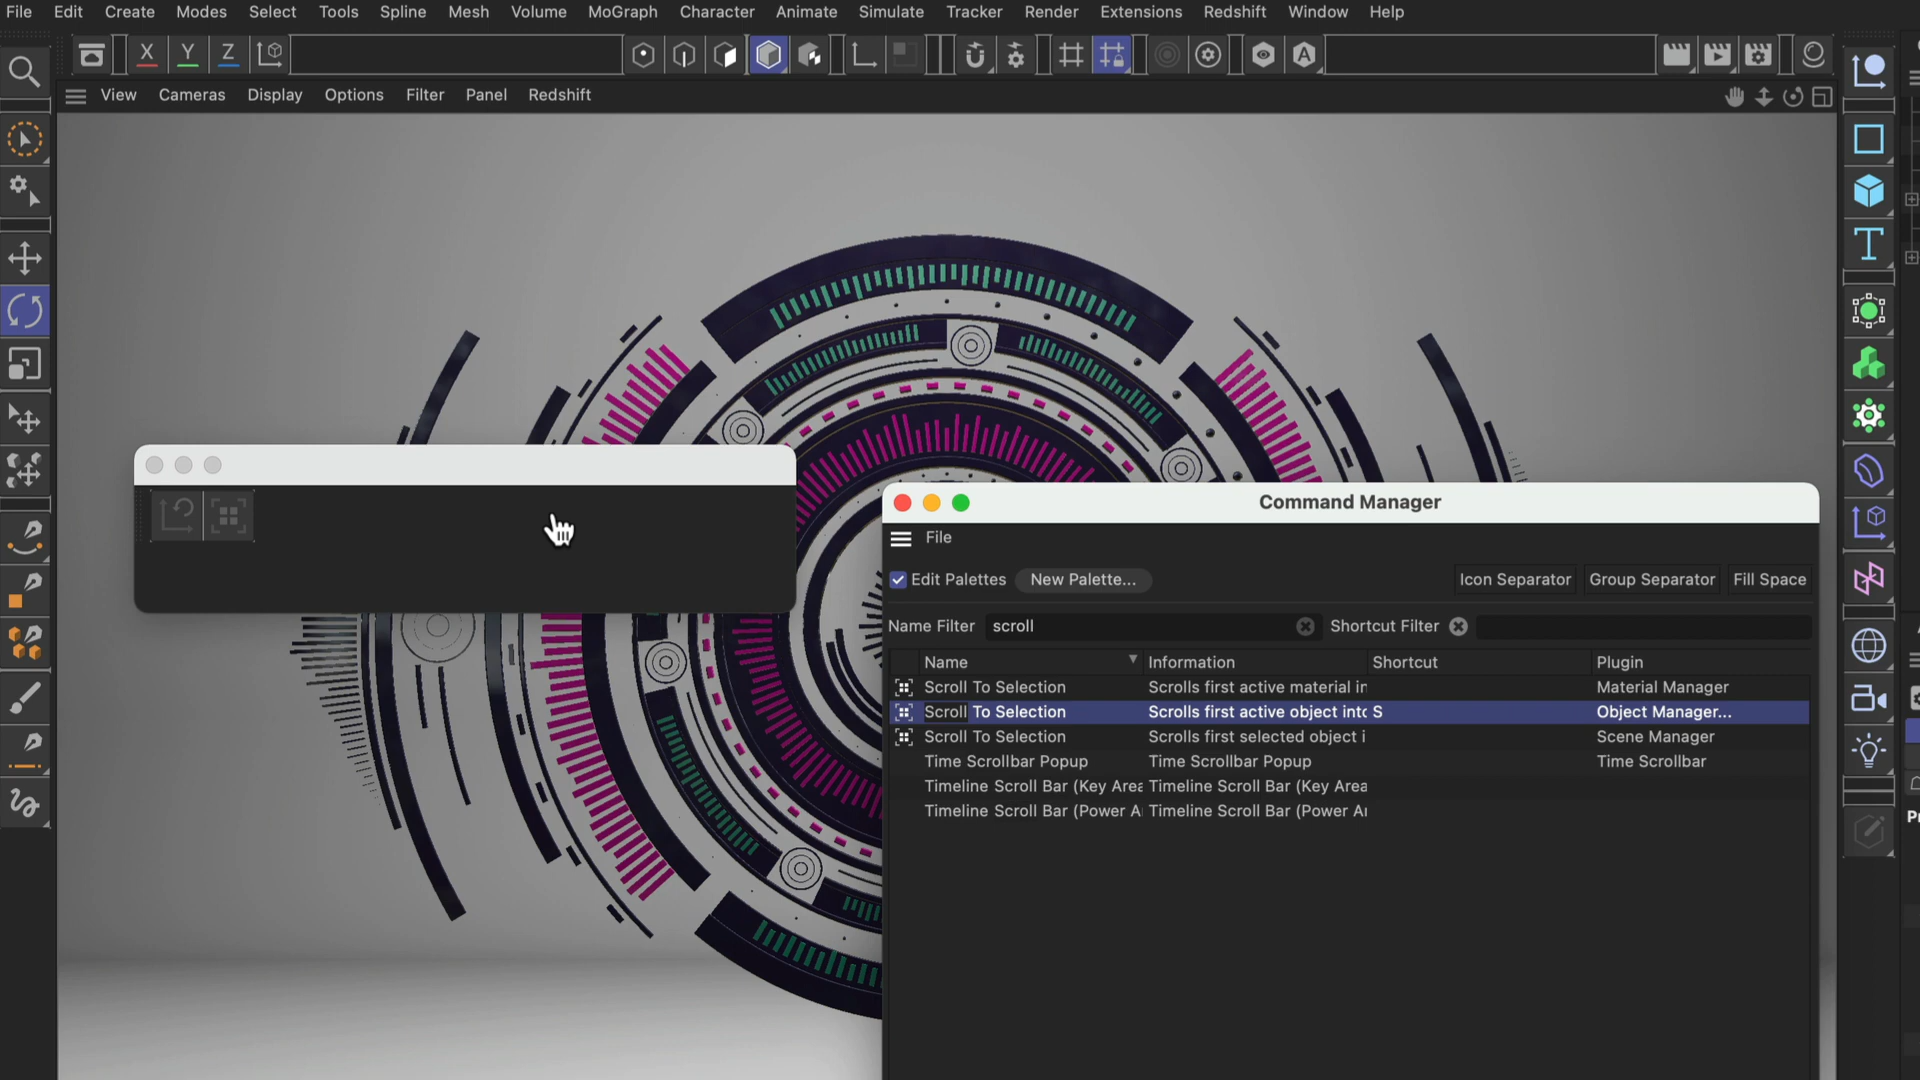 File Edit Create Modes Select Tools Spline Mesh Volume MoGraph Character Animate Simulate Tracker Render Extensions Redshift Window Help
X Y Z
A
View Cameras Display Options Filter Panel Redshift
T
Command Manager
File
Edit Palettes New Palette... Icon Separator Group Separator Fill Space
Name Filter scroll Shortcut Filter
Name Information Shortcut Plugin
Scroll To Selection Scrolls first active material in Material Manager
Scroll To Selection Scrolls first active object intc S Object Manager...
Scroll To Selection Scrolls first selected object i Scene Manager
Time Scrollbar Popup Time Scrollbar Popup Time Scrollbar
Timeline Scroll Bar (Key Area Timeline Scroll Bar (Key Area
Timeline Scroll Bar (Power A Timeline Scroll Bar (Power Ar